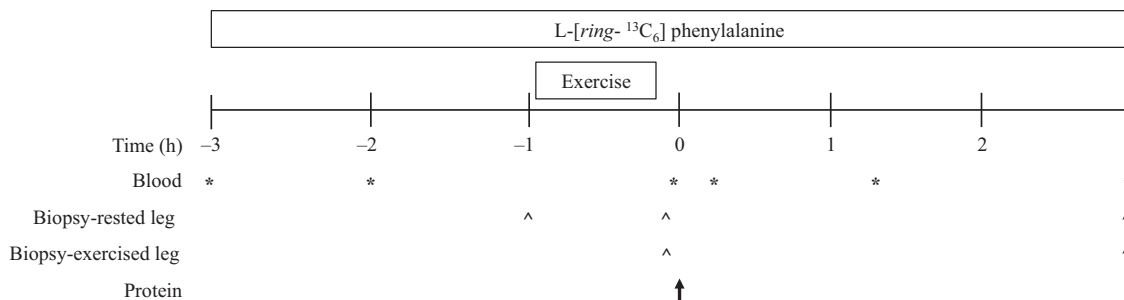 L-[ring- ¹³C₆] phenylalanine
Exercise
Time (h) –3 –2 –1 0 1 2
Blood * * * * *
Biopsy-rested leg ^ ^ ^
Biopsy-exercised leg ^ ^
Protein